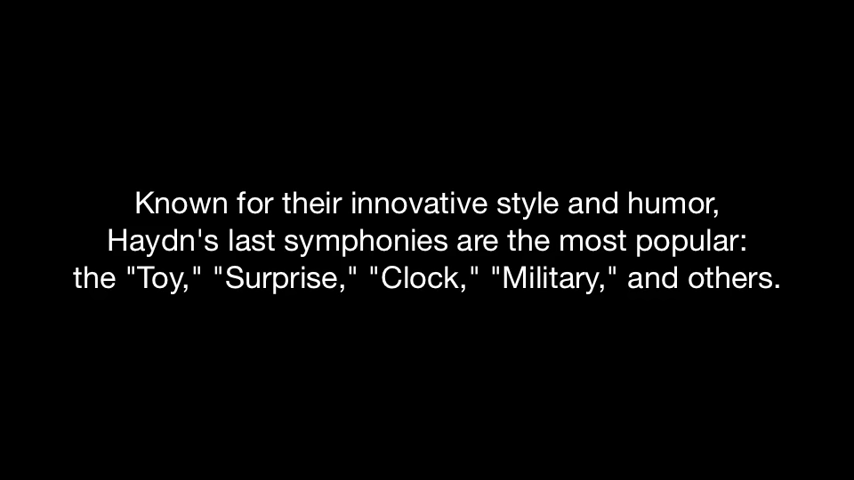 Known for their innovative style and humor,
Haydn's last symphonies are the most popular:
the "Toy," "Surprise," "Clock," "Military," and others.